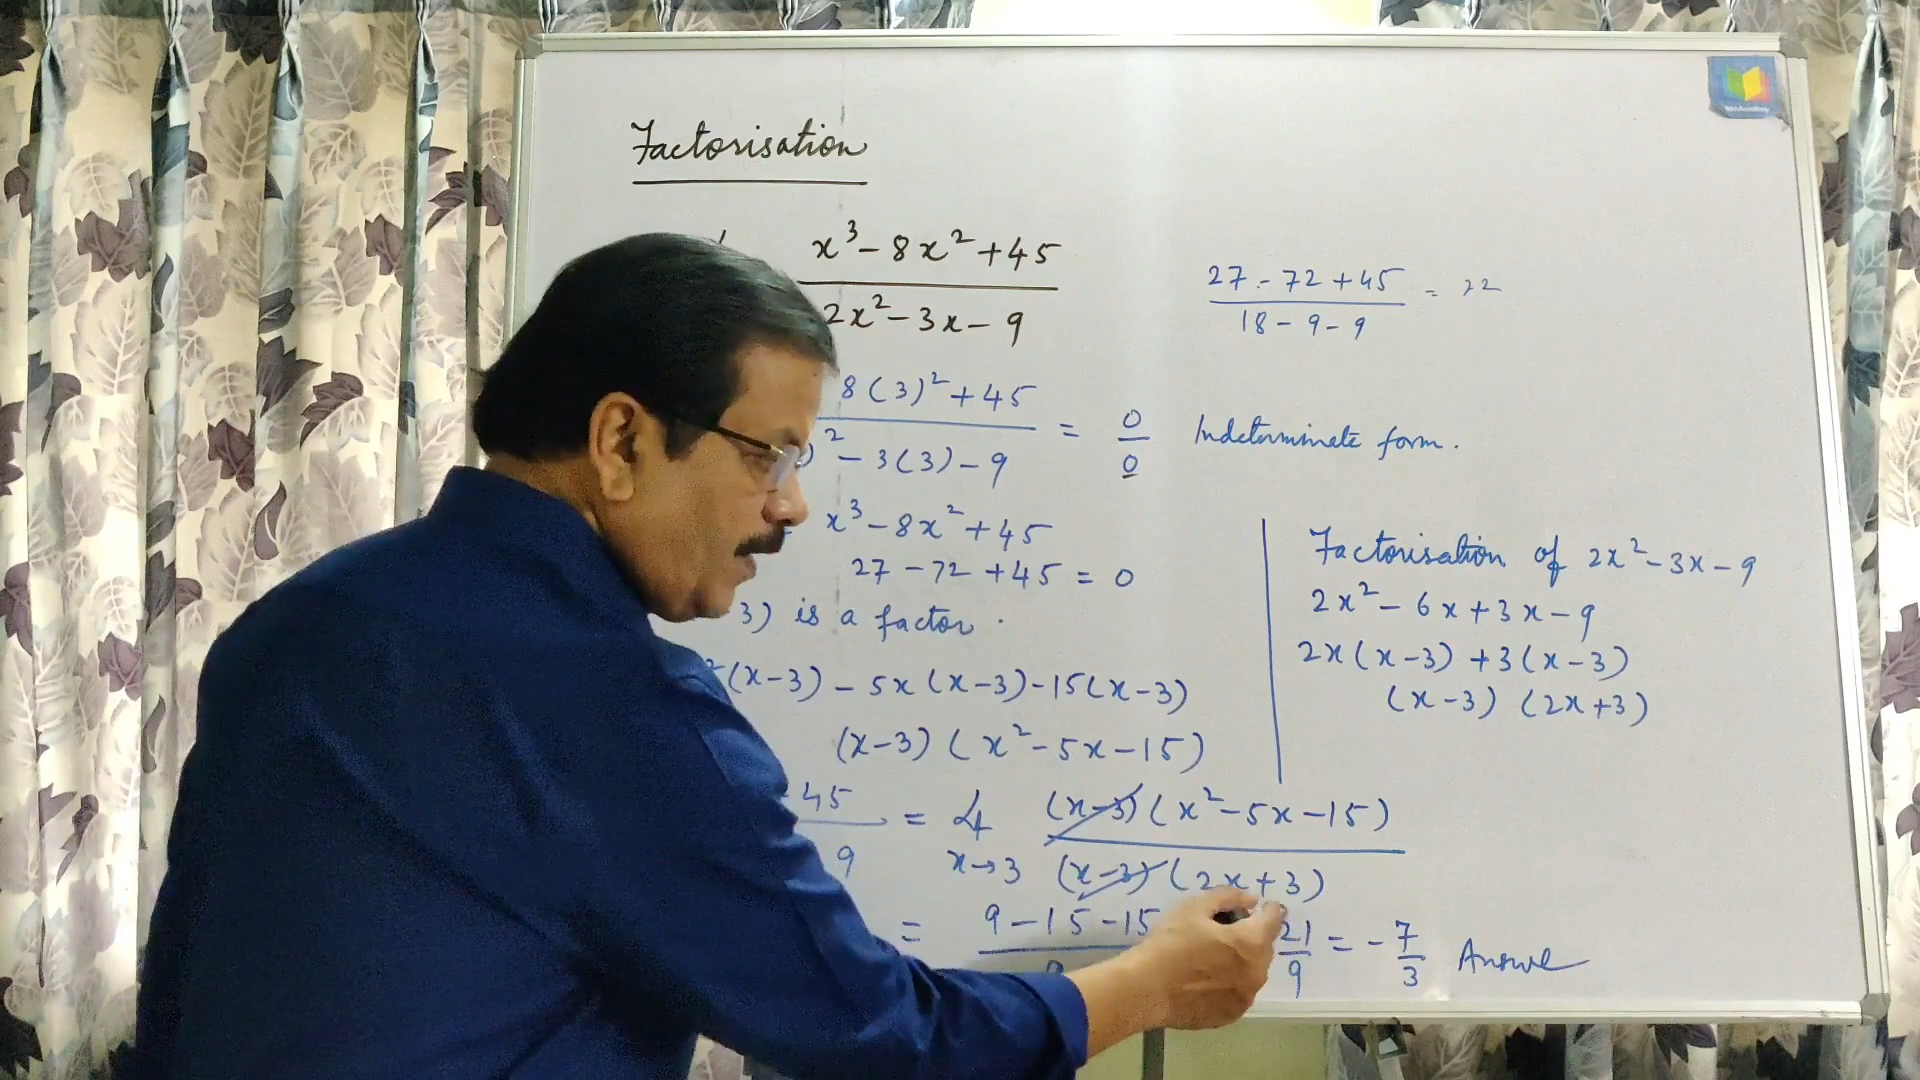 Factorisation
x³ - 8x² + 45
2x² - 3x - 9
27 - 72 + 45 =
18 - 9 - 9
8(3)² + 45 = 0
)² - 3(3) - 9 0
Indeterminate form.
x³ - 8x² + 45
27 - 72 + 45 = 0
3) is a factor.
²(x-3) - 5x(x-3) - 15(x-3)
(x-3) (x² - 5x - 15)
Factorisation of 2x² - 3x - 9
2x² - 6x + 3x - 9
2x(x-3) + 3(x-3)
(x-3) (2x+3)
45 = Lt (x-3)(x² - 5x - 15)
9 x→3 (x-3)(2x+3)
= 9 - 15 - 15 21 = - 7 Answer
9 3